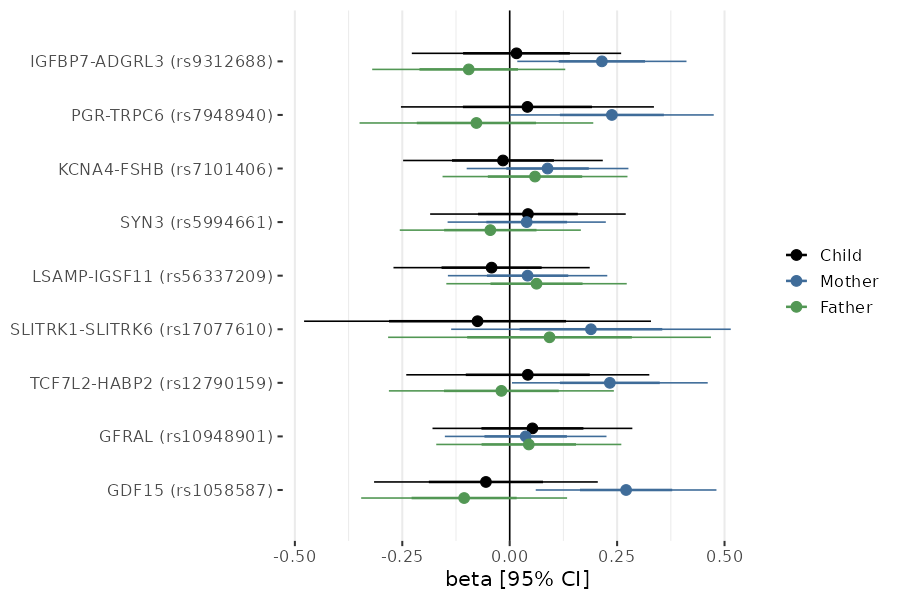 IGFBP7-ADGRL3 (rs9312688)
PGR-TRPC6 (rs7948940)
KCNA4-FSHB (rs7101406)
SYN3 (rs5994661)
LSAMP-IGSF11 (rs56337209)
SLITRK1-SLITRK6 (rs17077610)
TCF7L2-HABP2 (rs12790159)
GFRAL (rs10948901)
GDF15 (rs1058587)
-0.50 -0.25 0.00 0.25 0.50
beta [95% CI]
Child
Mother
Father